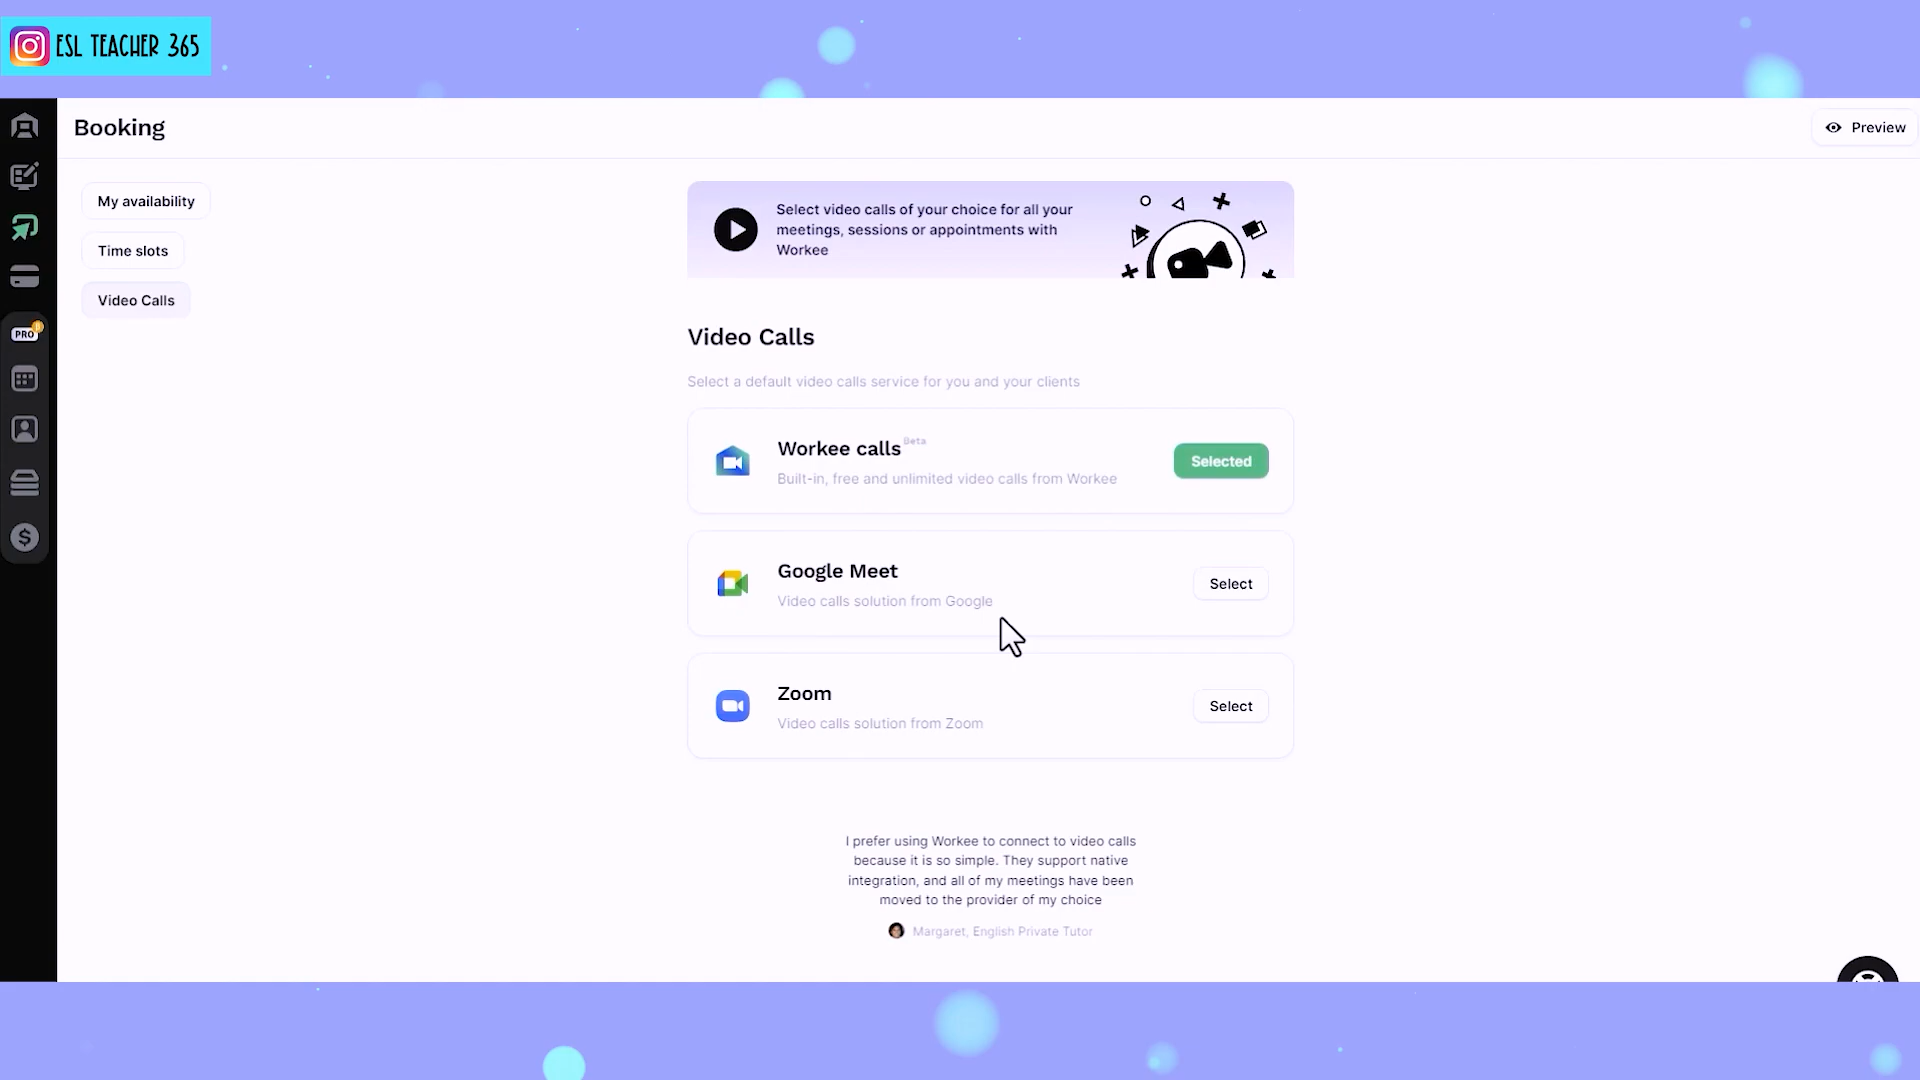 ESL TEACHER 365
Booking
Preview
My availability
Time slots
Video Calls
PRO
Select video calls of your choice for all your
meetings, sessions or appointments with
Workee
Video Calls
Select a default video calls service for you and your clients
Workee calls Beta
Built-in, free and unlimited video calls from Workee
Selected
Google Meet
Video calls solution from Google
Select
Zoom
Video calls solution from Zoom
Select
I prefer using Workee to connect to video calls
because it is so simple. They support native
integration, and all of my meetings have been
moved to the provider of my choice
Margaret, English Private Tutor